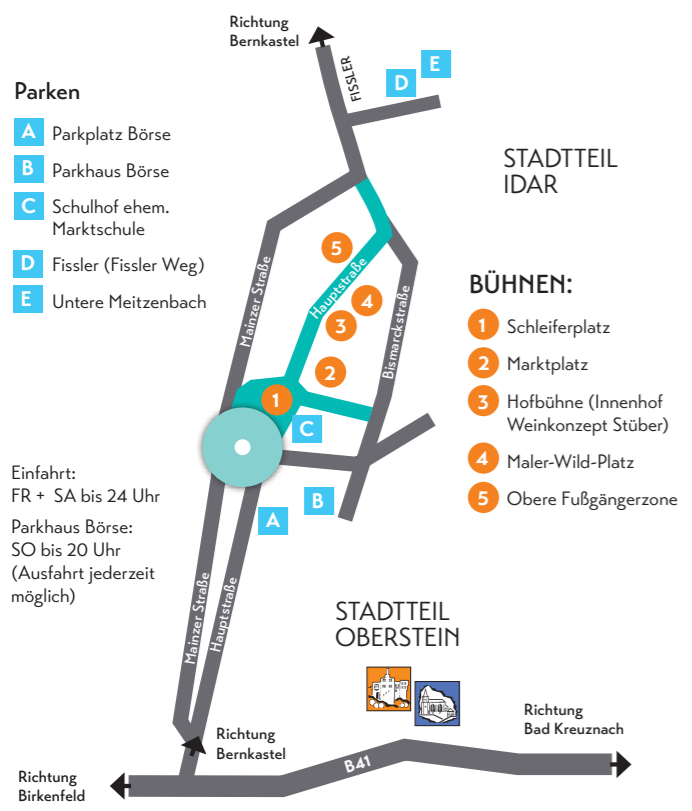 Richtung
Bernkastel
FISSLER
D
E
Parken
A Parkplatz Börse
B Parkhaus Börse
C Schulhof ehem.
Marktschule
D Fissler (Fissler Weg)
E Untere Meitzenbach
STADTTEIL
IDAR
5
Hauptstraße
4
3
2
1
C
Mainzer Straße
Bismarckstraße
BÜHNEN:
1 Schleiferplatz
2 Marktplatz
3 Hofbühne (Innenhof
Weinkonzept Stüber)
4 Maler-Wild-Platz
5 Obere Fußgängerzone
Einfahrt:
FR + SA bis 24 Uhr
Parkhaus Börse:
SO bis 20 Uhr
(Ausfahrt jederzeit
möglich)
B
A
Mainzer Straße
Hauptstraße
STADTTEIL
OBERSTEIN
Richtung
Bernkastel
Richtung
Bad Kreuznach
B41
Richtung
Birkenfeld